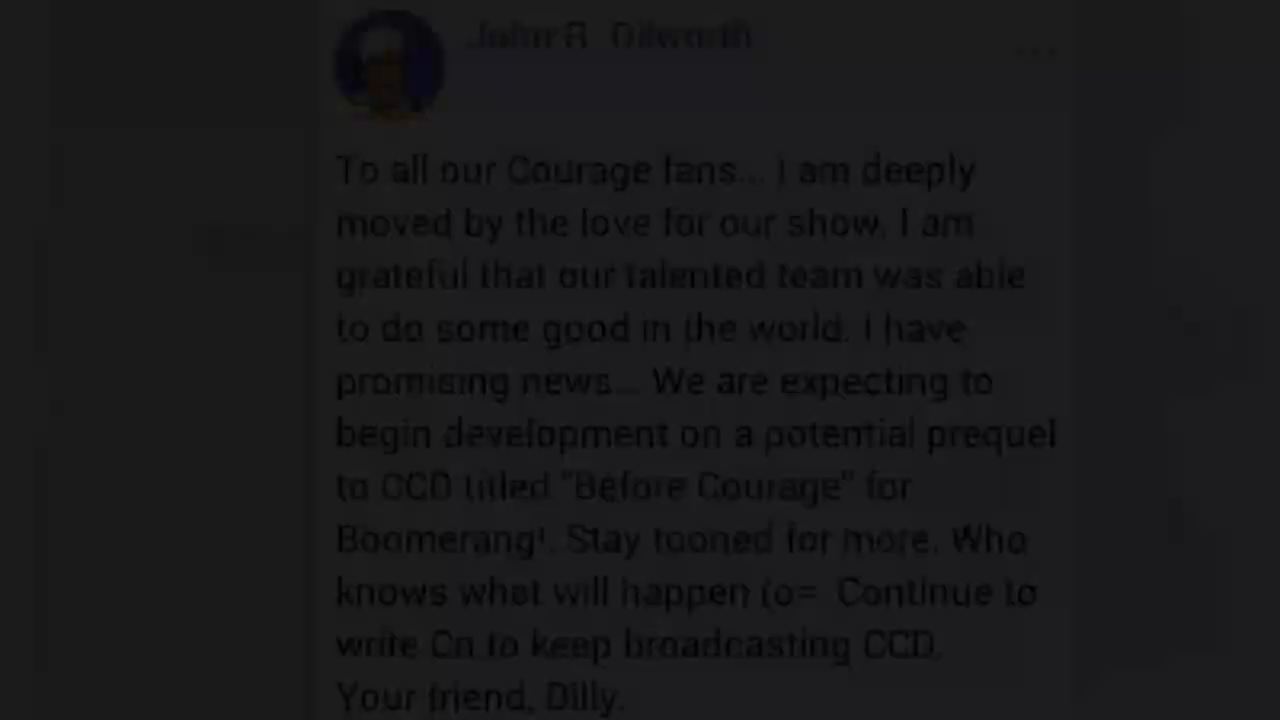 John R. Dilworth
To all our Courage fans... I am deeply
moved by the love for our show. I am
grateful that our talented team was able
to do some good in the world. I have
promising news... We are expecting to
begin development on a potential prequel
to CCD titled "Before Courage" for
Boomerang!. Stay tooned for more. Who
knows what will happen (o= Continue to
write Cn to keep broadcasting CCD.
Your friend, Dilly.